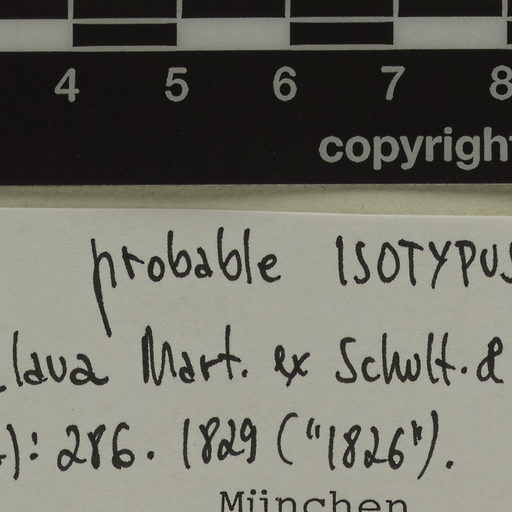 4 5 6 7 8
copyright
probable ISOTYPUS
lava Mart. ex Schult. &
): 286. 1829 ("1826").
München